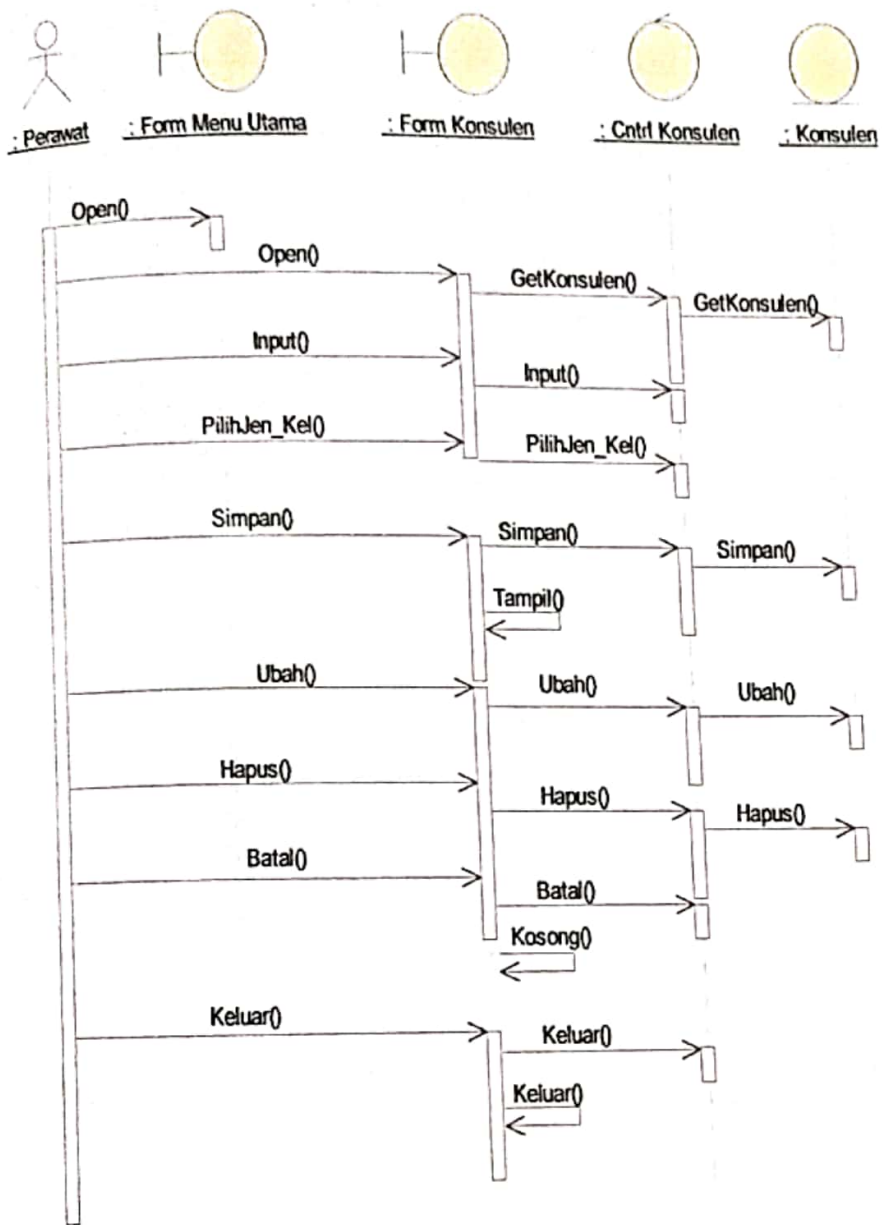 : Perawat
: Form Menu Utama
: Form Konsulen
: Cntrl Konsulen
: Konsulen
Open()
Open()
GetKonsulen()
GetKonsulen()
Input()
Input()
PilihJen_Kel()
PilihJen_Kel()
Simpan()
Simpan()
Simpan()
Tampil()
Ubah()
Ubah()
Ubah()
Hapus()
Hapus()
Hapus()
Batal()
Batal()
Kosong()
Keluar()
Keluar()
Keluar()